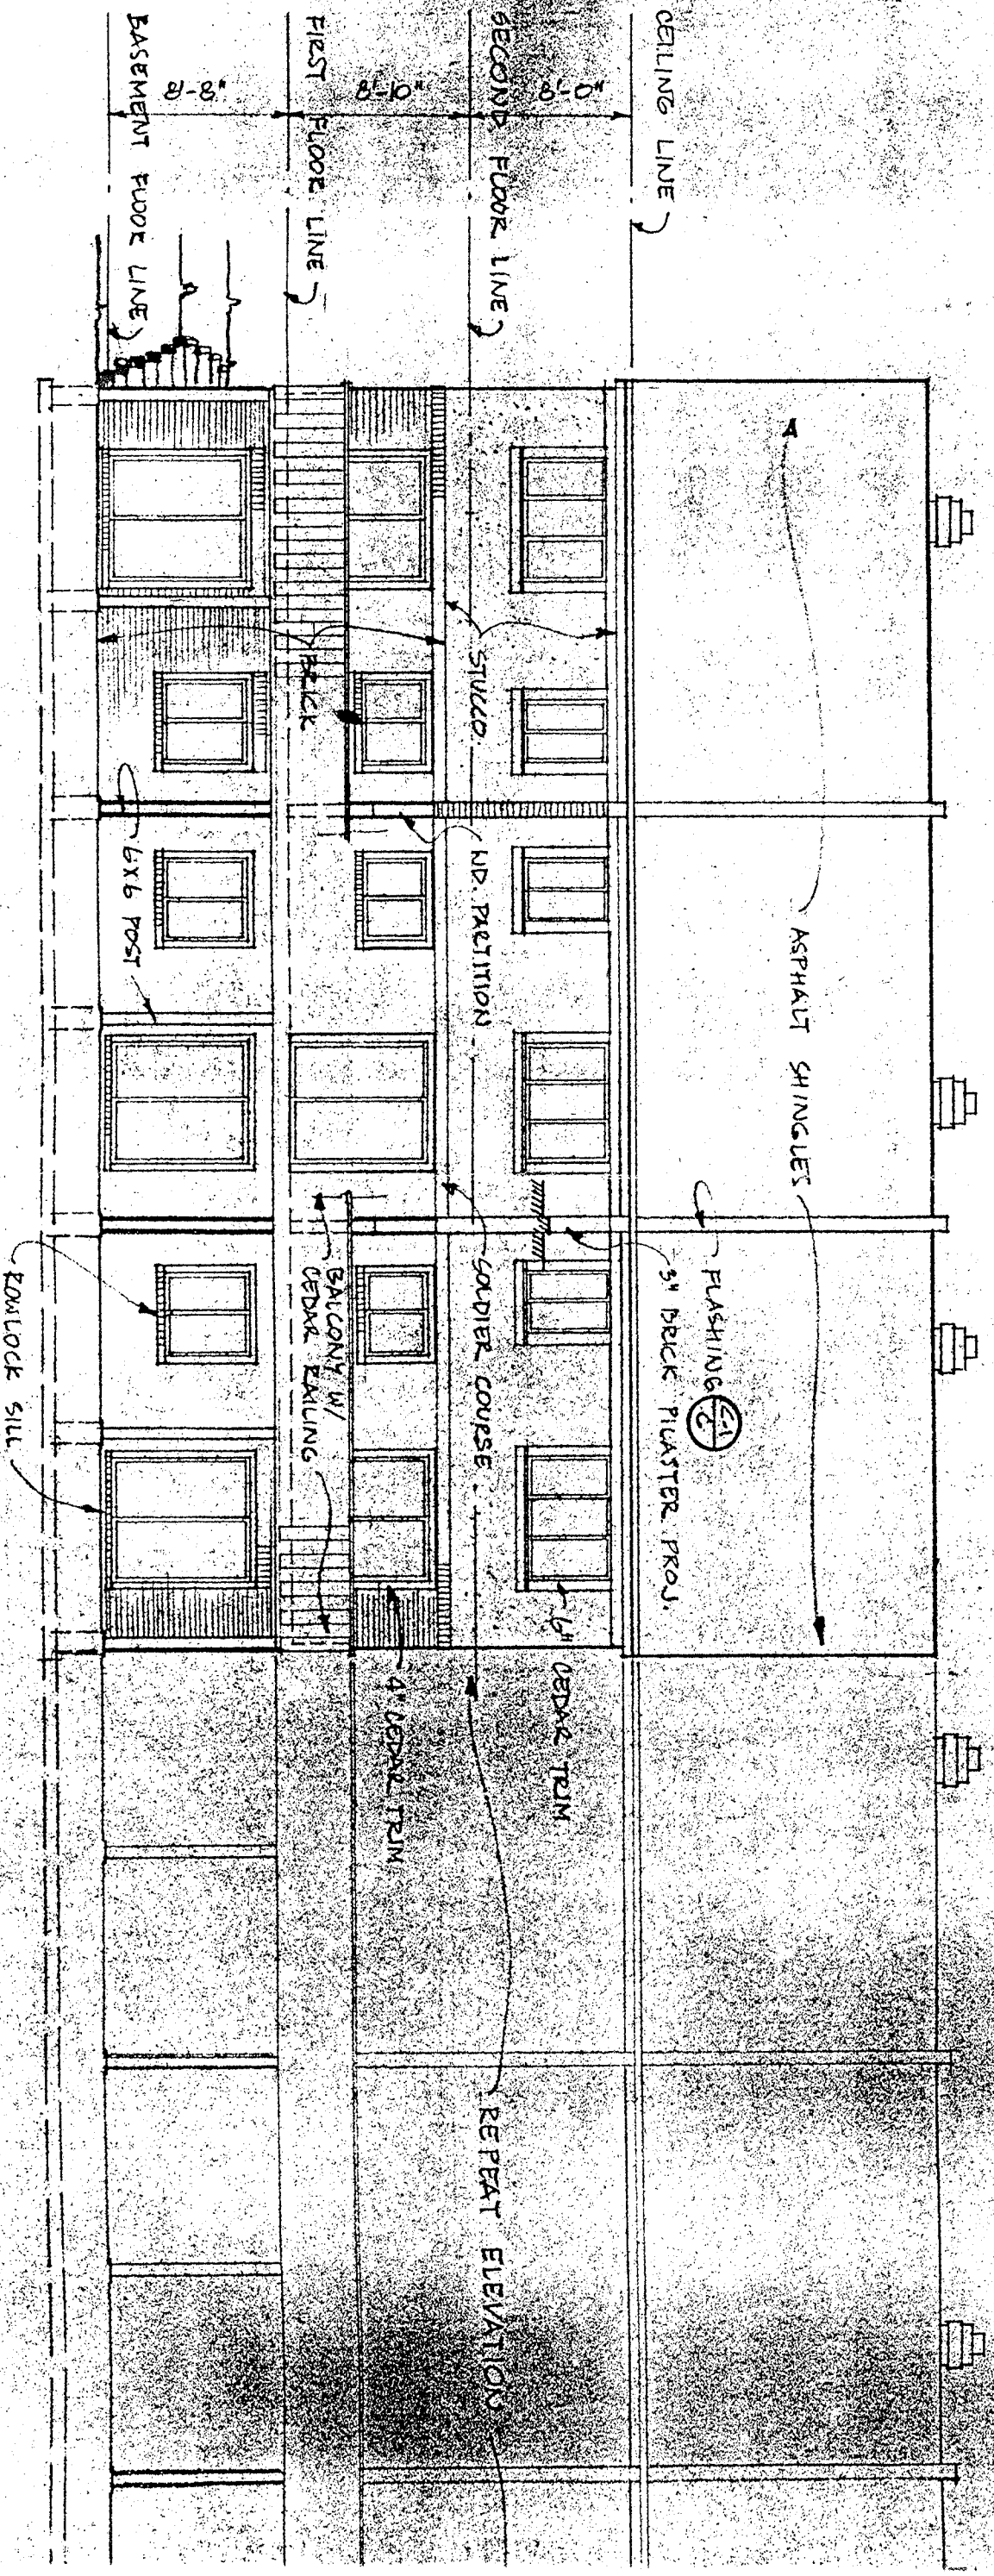 CEILING LINE
8'-0"
SECOND FLOOR LINE
8'-10"
FIRST FLOOR LINE
8'-8"
BASEMENT FLOOR LINE
ASPHALT SHINGLES
FLASHING
C
3" BRICK PILASTER PROJ.
6" CEDAR TRIM
STUCCO
WD. PARTITION
SOLDIER COURSE
REPEAT ELEVATION
4" CEDAR TRIM
BRICK
BALCONY W/
CEDAR RAILING
6X6 POST
ROWLOCK SILL